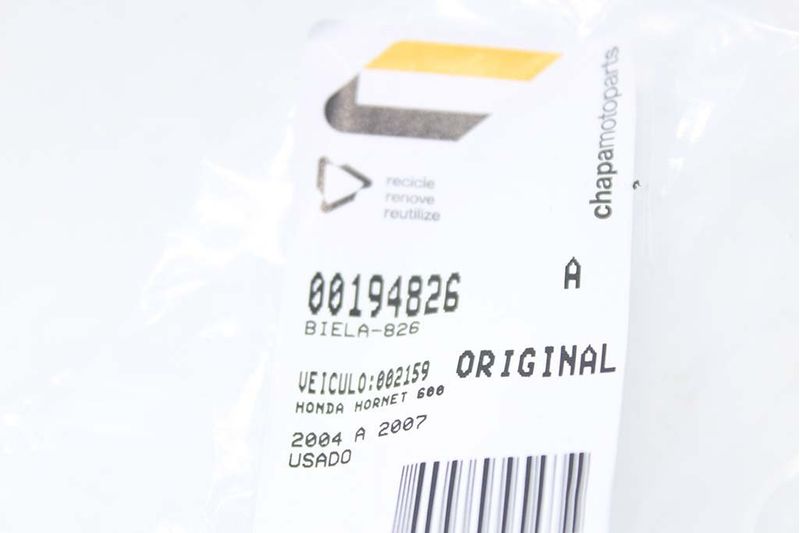 chapamotoparts
recicle
renove
reutilize
A
00194826
BIELA-826
ORIGINAL
VEICULO:002159
HONDA HORNET 600
2004 A 2007
USADO